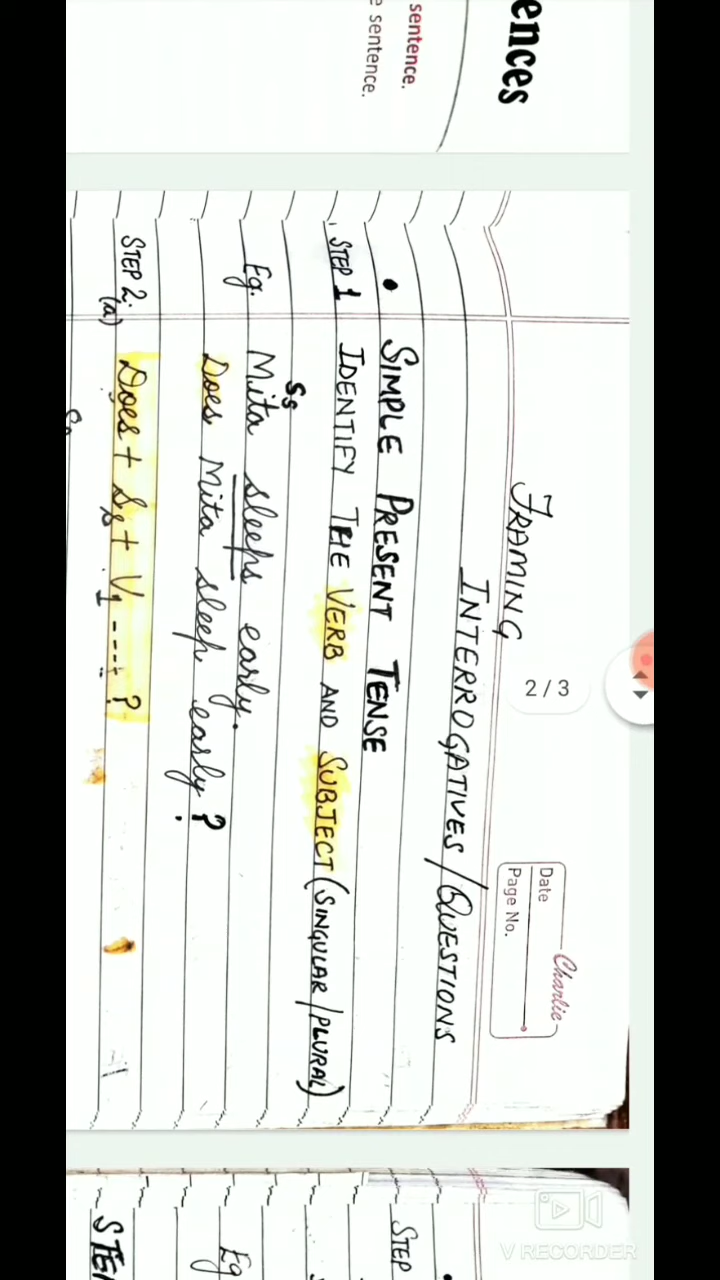 ences
sentence.
e sentence.
Charlie
Date
Page No.
FRAMING
INTERROGATIVES/QUESTIONS
• SIMPLE PRESENT TENSE
STEP 1 IDENTIFY THE VERB AND SUBJECT (SINGULAR/PLURAL)
Ss
Eg. Mita sleeps early.
Does Mita sleep early?
STEP 2:
(a) Does + Ss + V1 ----- ?
2 / 3
STEP
Eg
STE
V RECORDER